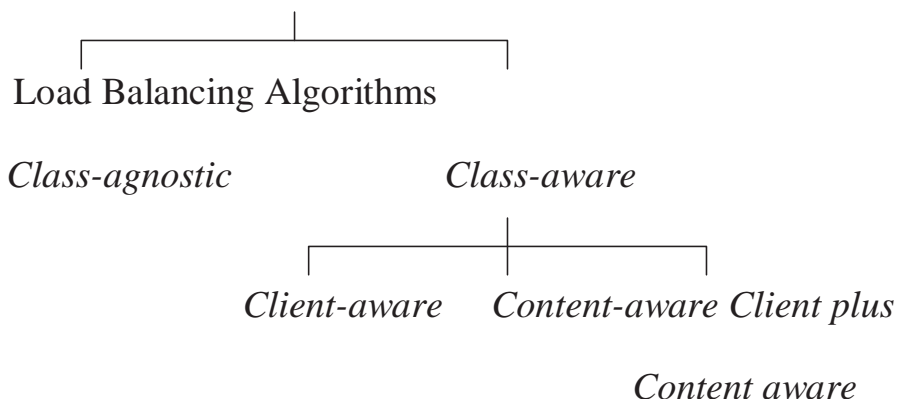 Load Balancing Algorithms
Class-agnostic Class-aware
Client-aware Content-aware Client plus
Content aware